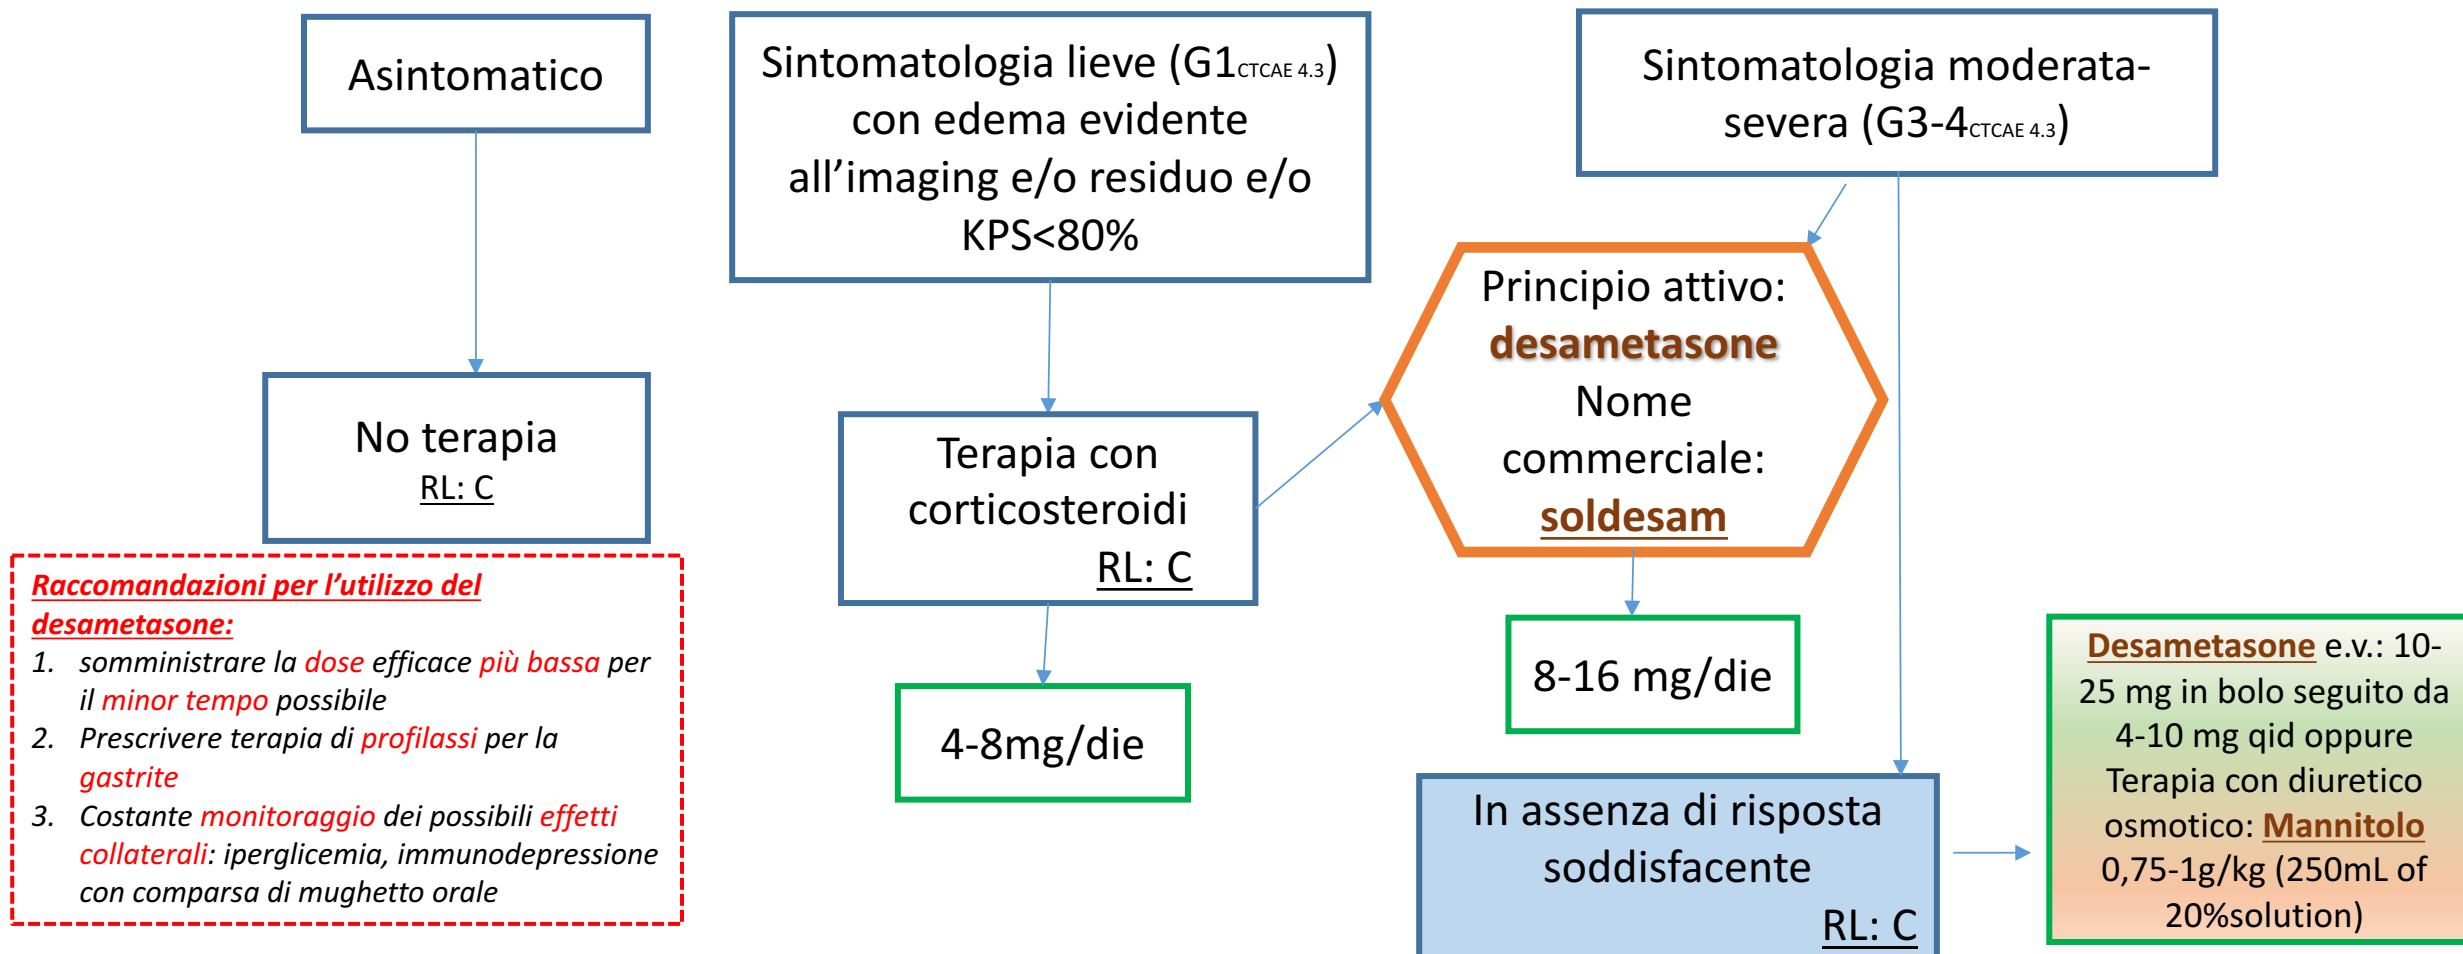 Asintomatico
No terapia
RL: C
Raccomandazioni per l'utilizzo del
desametasone:
1. somministrare la dose efficace più bassa per
il minor tempo possibile
2. Prescrivere terapia di profilassi per la
gastrite
3. Costante monitoraggio dei possibili effetti
collaterali: iperglicemia, immunodepressione
con comparsa di mughetto orale
Sintomatologia lieve (G1CTCAE 4.3)
con edema evidente
all'imaging e/o residuo e/o
KPS<80%
Terapia con
corticosteroidi
RL: C
4-8mg/die
Sintomatologia moderata-
severa (G3-4CTCAE 4.3)
Principio attivo:
desametasone
Nome
commerciale:
soldesam
8-16 mg/die
In assenza di risposta
soddisfacente
RL: C
Desametasone e.v.: 10-
25 mg in bolo seguito da
4-10 mg qid oppure
Terapia con diuretico
osmotico: Mannitolo
0,75-1g/kg (250mL of
20%solution)